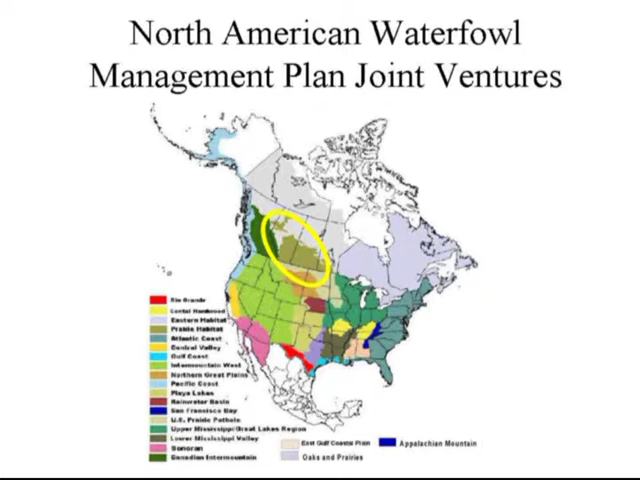 North American Waterfowl
Management Plan Joint Ventures
Rio Grande
Cental Hardwood
Eastern Habitat
Prairie Habitat
Atlantic Coast
Central Valley
Gulf Coast
Intermountain West
Northern Great Plains
Pacific Coast
Playa Lakes
Rainwater Basin
San Francisco Bay
U.S. Prairie Pothole
Upper Mississippi/Great Lakes Region
Lower Mississippi Valley
Sonoran
Canadian Intermountain
East Gulf Coastal Plain
Oaks and Prairies
Appalachian Mountain